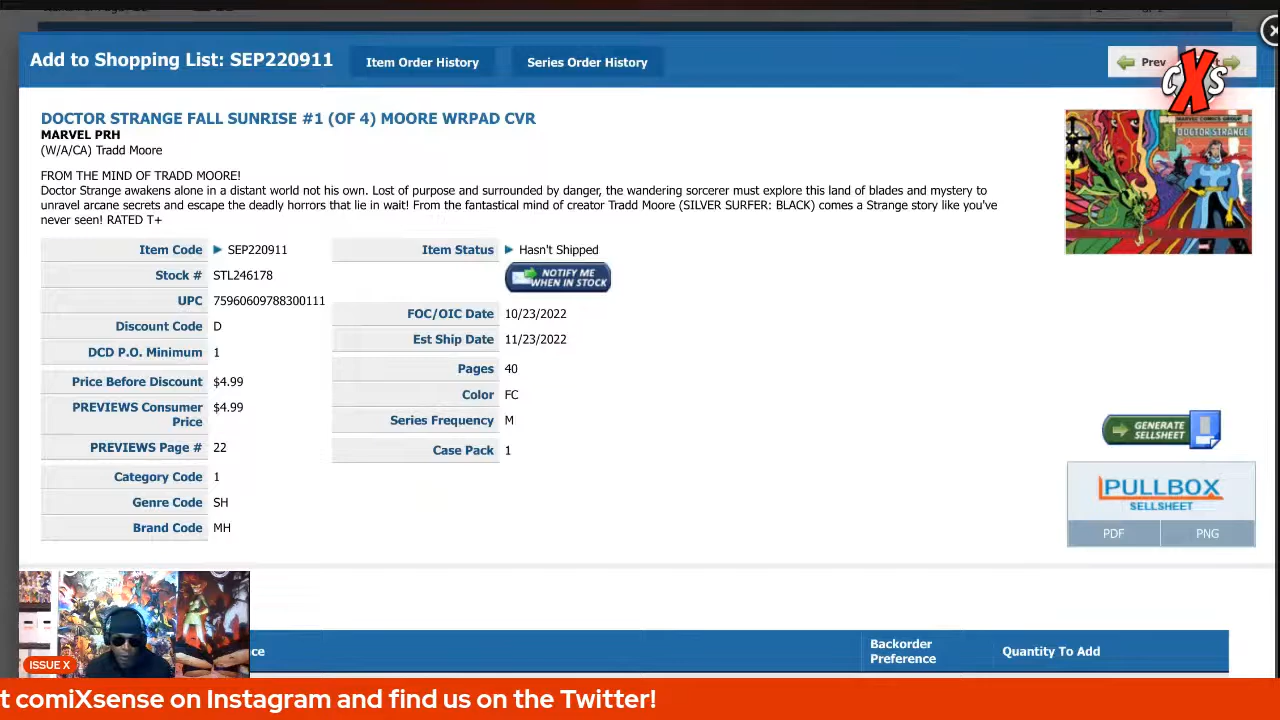 Add to Shopping List: SEP220911
Item Order History
Series Order History
Prev
CXS
DOCTOR STRANGE FALL SUNRISE #1 (OF 4) MOORE WRPAD CVR
MARVEL PRH
(W/A/CA) Tradd Moore
MARVEL COMICS GROUP
DOCTOR STRANGE
FROM THE MIND OF TRADD MOORE!
Doctor Strange awakens alone in a distant world not his own. Lost of purpose and surrounded by danger, the wandering sorcerer must explore this land of blades and mystery to
unravel arcane secrets and escape the deadly horrors that lie in wait! From the fantastical mind of creator Tradd Moore (SILVER SURFER: BLACK) comes a Strange story like you've
never seen! RATED T+
Item Code SEP220911
Stock # STL246178
UPC 75960609788300111
Discount Code D
DCD P.O. Minimum 1
Price Before Discount $4.99
PREVIEWS Consumer
Price $4.99
PREVIEWS Page # 22
Category Code 1
Genre Code SH
Brand Code MH
Item Status Hasn't Shipped
NOTIFY ME
WHEN IN STOCK
FOC/OIC Date 10/23/2022
Est Ship Date 11/23/2022
Pages 40
Color FC
Series Frequency M
Case Pack 1
GENERATE
SELLSHEET
PULLBOX
SELLSHEET
PDF PNG
ISSUE X
ce
Backorder
Preference
Quantity To Add
t comiXsense on Instagram and find us on the Twitter!